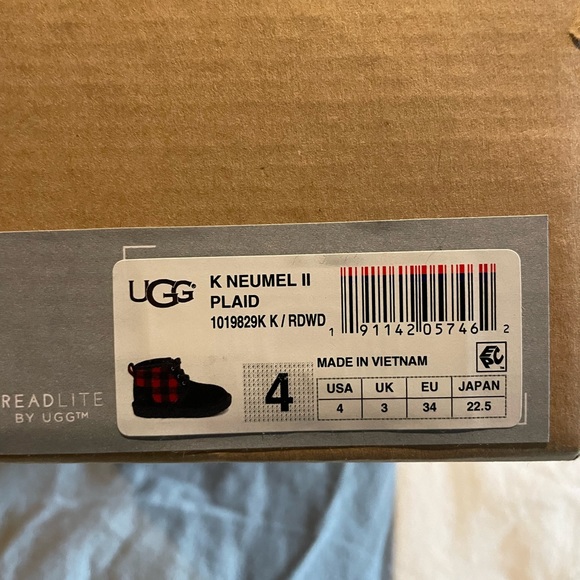 UGG®
K NEUMEL II
PLAID
1019829K K / RDWD
1 91142 05746 2
MADE IN VIETNAM
EPC
4
USA UK EU JAPAN
4 3 34 22.5
READLITE
BY UGG™